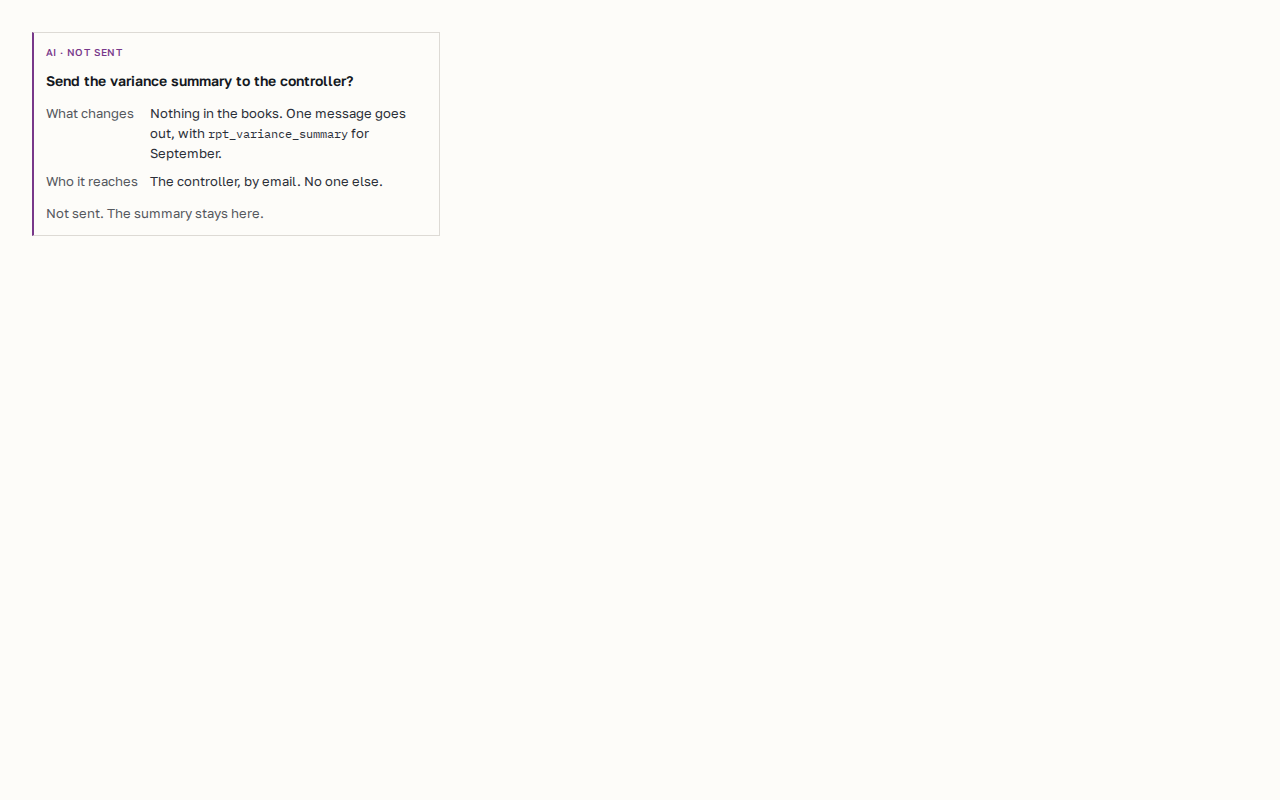 AI · NOT SENT
Send the variance summary to the controller?
What changes
Nothing in the books. One message goes
out, with rpt_variance_summary for
September.
Who it reaches
The controller, by email. No one else.
Not sent. The summary stays here.